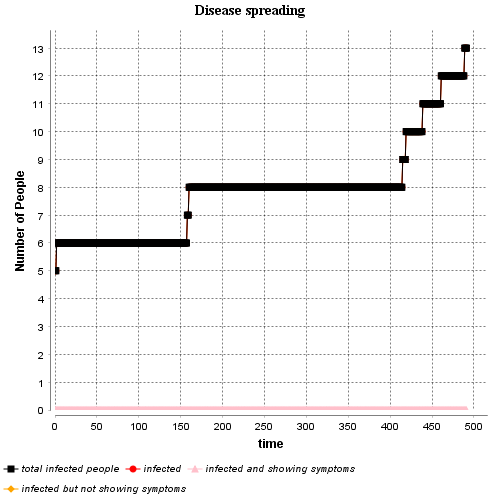 Disease spreading
Number of People
13
12
11
10
9
8
7
6
5
4
3
2
1
0
0 50 100 150 200 250 300 350 400 450 500
time
total infected people infected infected and showing symptoms
infected but not showing symptoms